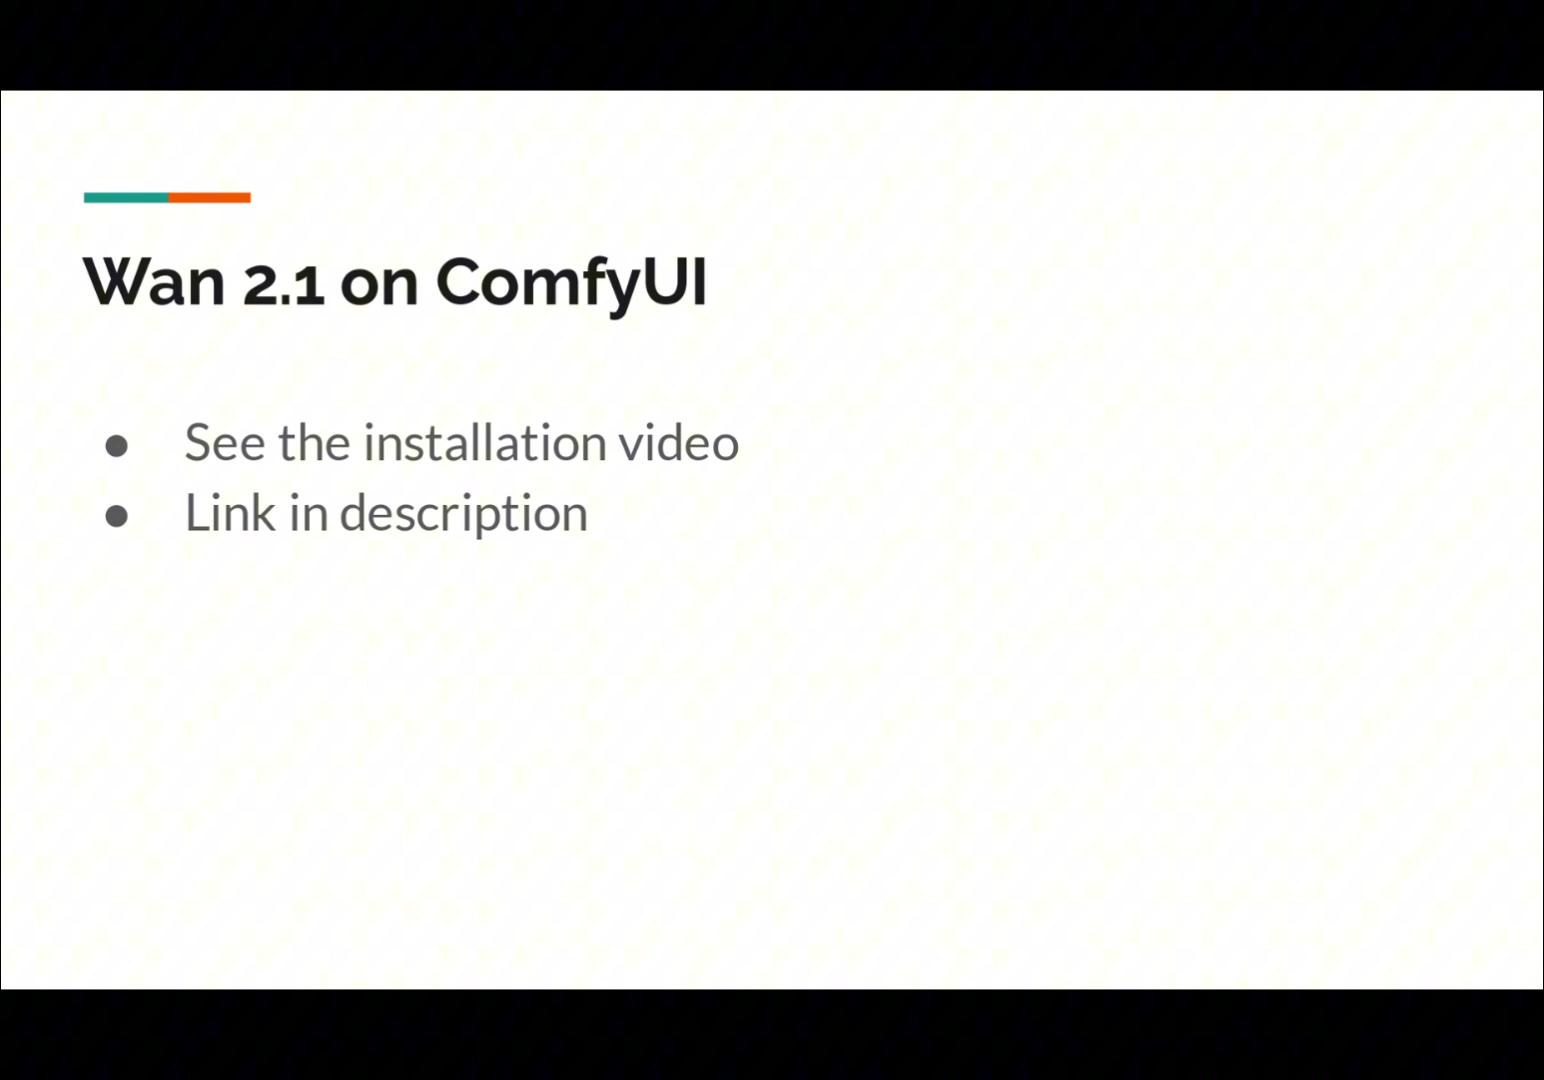 Wan 2.1 on ComfyUI
● See the installation video
● Link in description